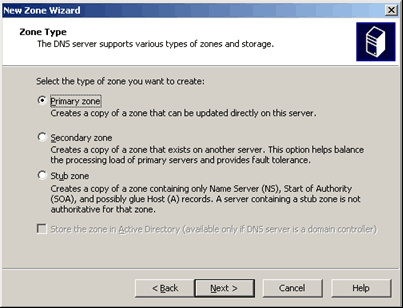 New Zone Wizard
Zone Type
The DNS server supports various types of zones and storage.
Select the type of zone you want to create:
Primary zone
Creates a copy of a zone that can be updated directly on this server.
Secondary zone
Creates a copy of a zone that exists on another server. This option helps balance
the processing load of primary servers and provides fault tolerance.
Stub zone
Creates a copy of a zone containing only Name Server (NS), Start of Authority
(SOA), and possibly glue Host (A) records. A server containing a stub zone is not
authoritative for that zone.
Store the zone in Active Directory (available only if DNS server is a domain controller)
< Back
Next >
Cancel
Help